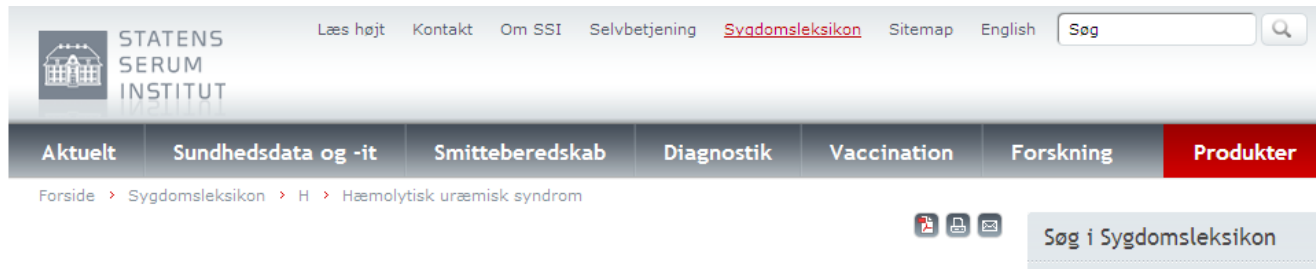 Læs højt Kontakt Om SSI Selvbetjening Sygdomsleksikon Sitemap English Søg
STATENS
SERUM
INSTITUT
Aktuelt Sundhedsdata og -it Smitteberedskab Diagnostik Vaccination Forskning Produkter
Forside > Sygdomsleksikon > H > Hæmolytisk uræmisk syndrom
Søg i Sygdomsleksikon